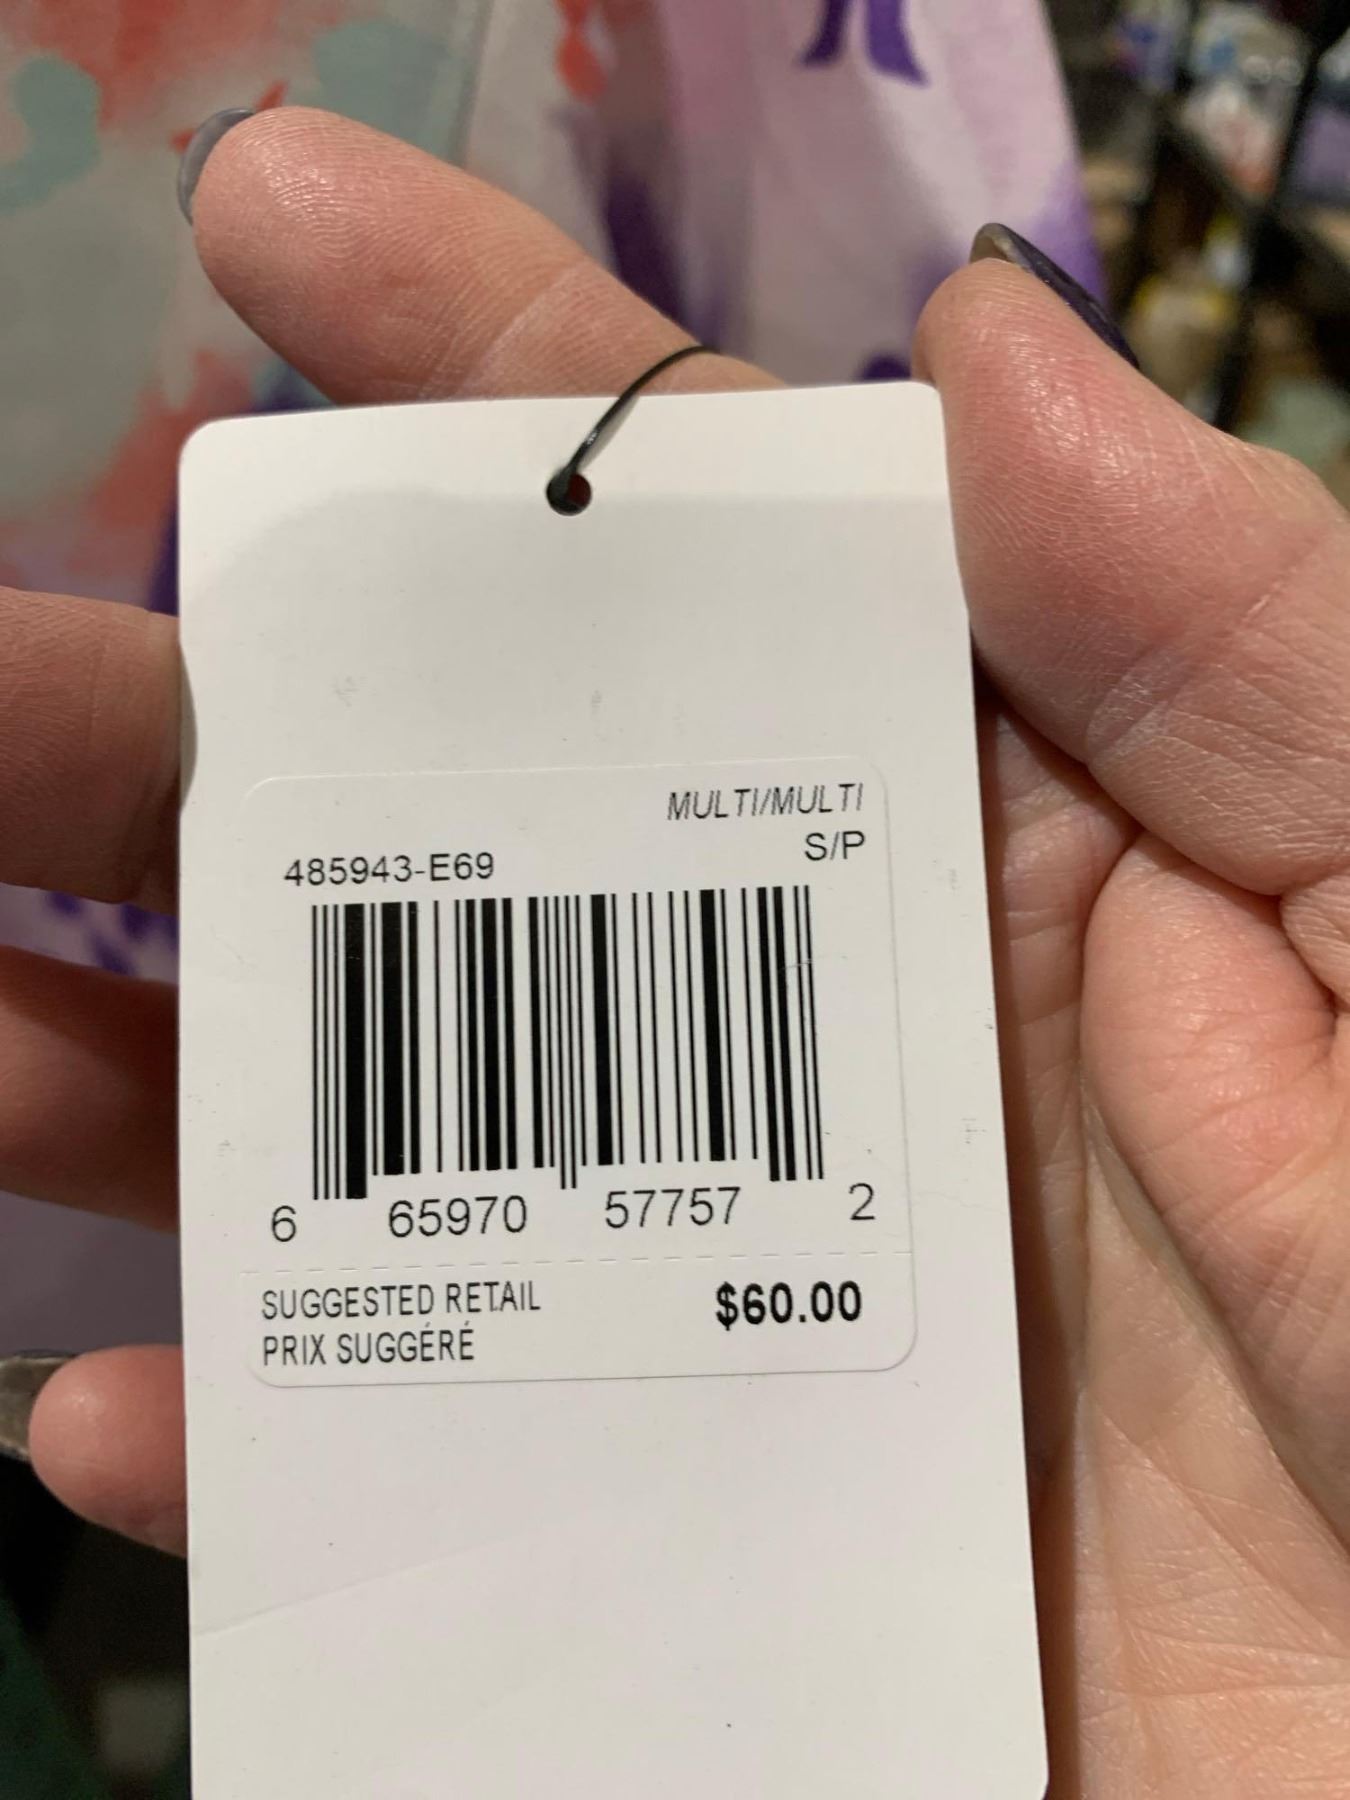 MULTI/MULTI
S/P
485943-E69
6 65970 57757 2
SUGGESTED RETAIL $60.00
PRIX SUGGÉRÉ